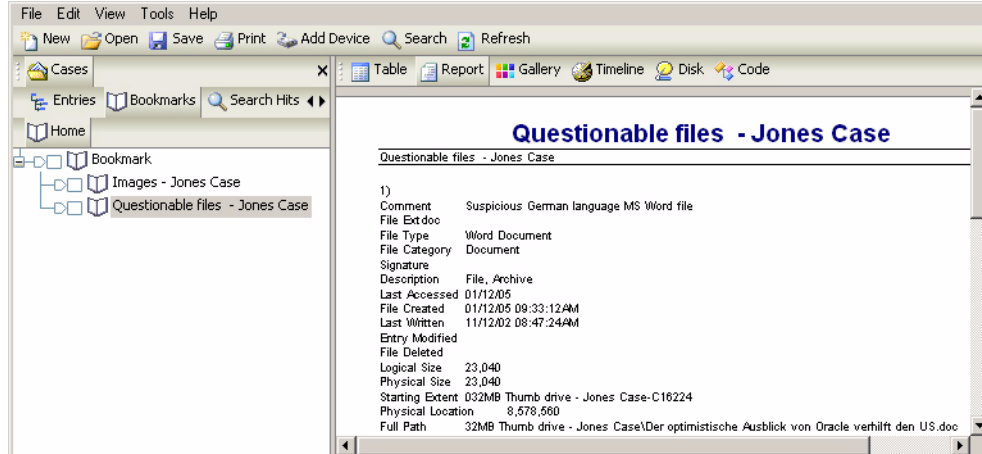 File Edit View Tools Help
New Open Save Print Add Device Search Refresh
Cases
Entries Bookmarks Search Hits
Home
Bookmark
Images - Jones Case
Questionable files - Jones Case
Table Report Gallery Timeline Disk Code
Questionable files - Jones Case
Questionable files - Jones Case
1)
Comment Suspicious German language MS Word file
File Ext doc
File Type Word Document
File Category Document
Signature
Description File, Archive
Last Accessed 01/12/05
File Created 01/12/05 09:33:12AM
Last Written 11/12/02 08:47:24AM
Entry Modified
File Deleted
Logical Size 23,040
Physical Size 23,040
Starting Extent 032MB Thumb drive - Jones Case-C16224
Physical Location 8,578,560
Full Path 32MB Thumb drive - Jones Case\Der optimistische Ausblick von Oracle verhilft den US.doc